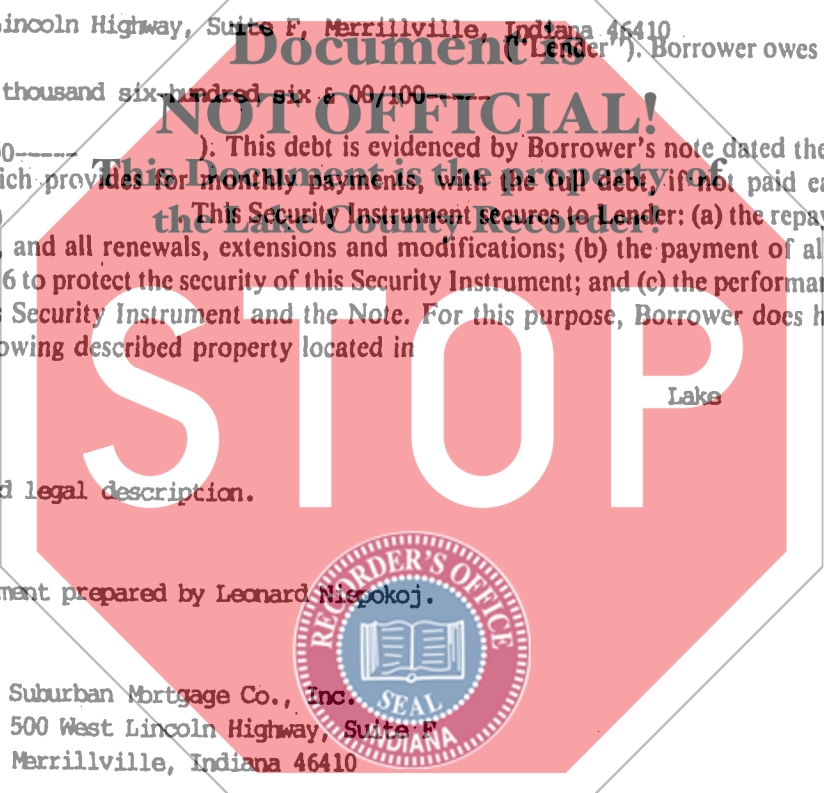 Lincoln Highway, Suite F, Merrillville, Indiana 46410
Document is
("Lender"). Borrower owes
thousand six hundred six & 00/100-----
NOT OFFICIAL!
00----- ). This debt is evidenced by Borrower's note dated the
This Document is the property of
ich provides for monthly payments, with the full debt, if not paid ea
the Lake County Recorder!
) . This Security Instrument secures to Lender: (a) the repay
, and all renewals, extensions and modifications; (b) the payment of al
6 to protect the security of this Security Instrument; and (c) the performan
s Security Instrument and the Note. For this purpose, Borrower does h
owing described property located in
Lake
STOP
d legal description.
ment prepared by Leonard Niepokoj.
RECORDER'S OFFICE
SEAL
INDIANA
Suburban Mortgage Co., Inc.
500 West Lincoln Highway, Suite F
Merrillville, Indiana 46410